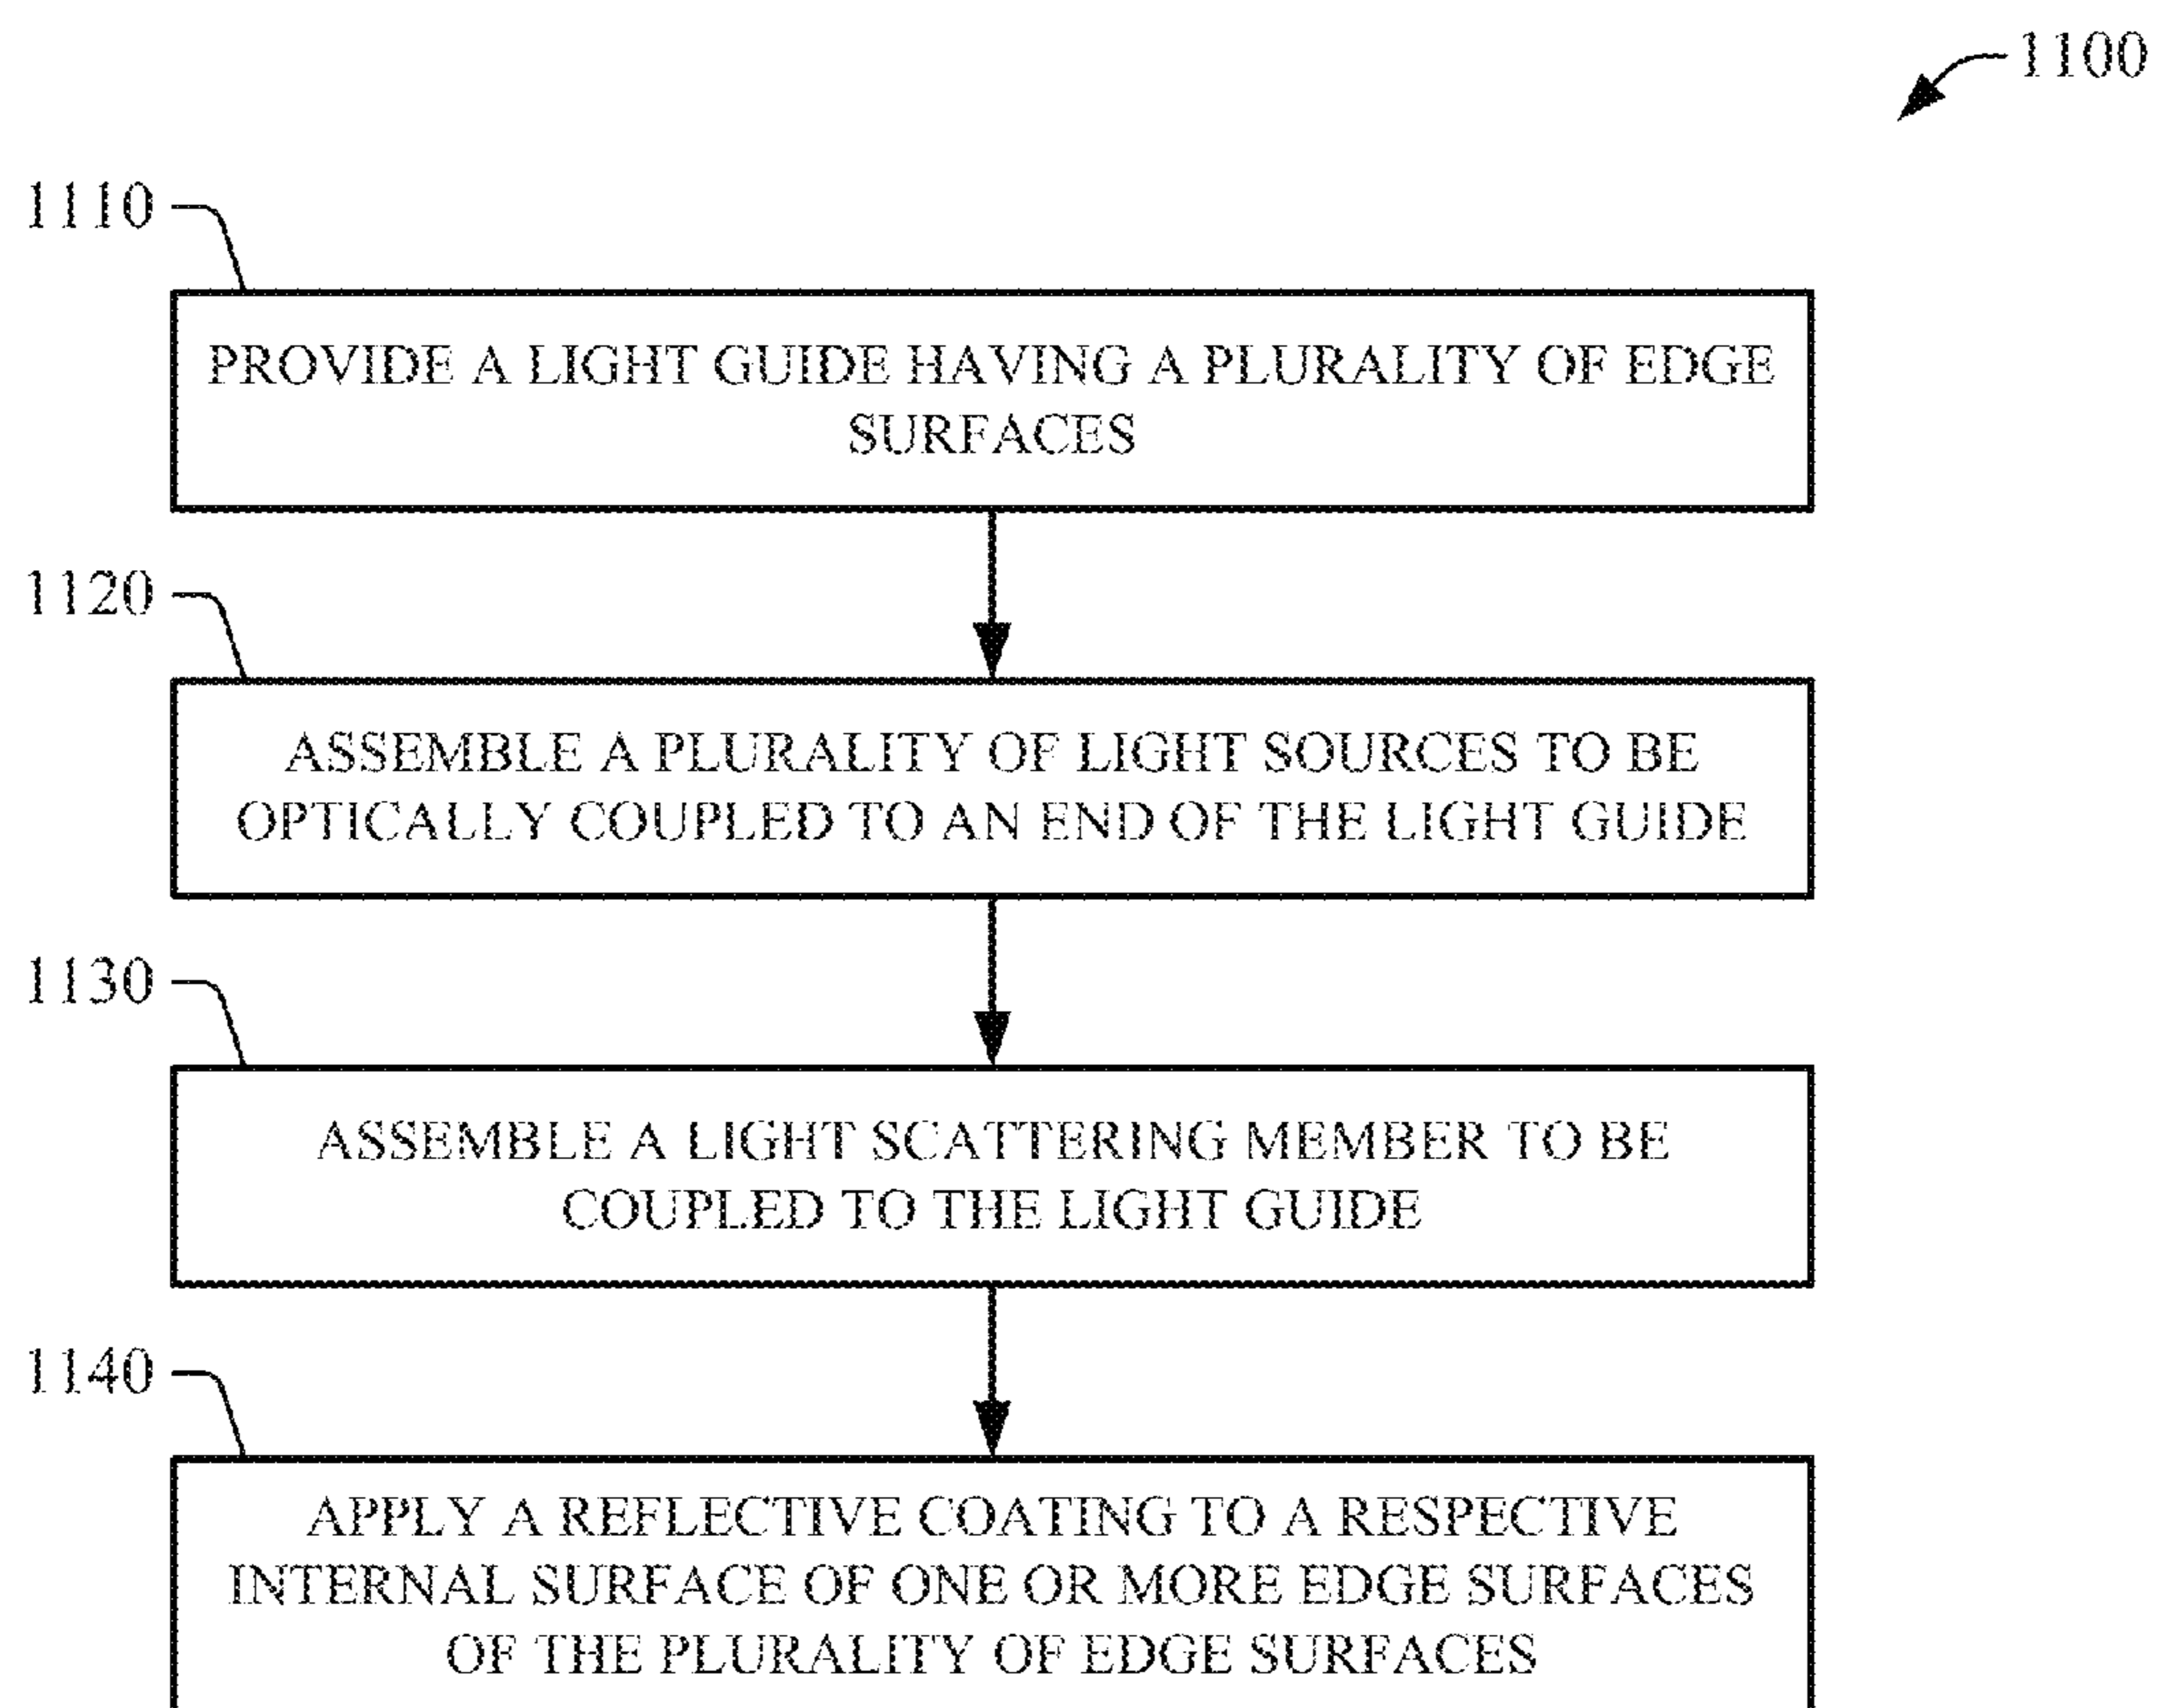 1100
1110
PROVIDE A LIGHT GUIDE HAVING A PLURALITY OF EDGE
SURFACES
1120
ASSEMBLE A PLURALITY OF LIGHT SOURCES TO BE
OPTICALLY COUPLED TO AN END OF THE LIGHT GUIDE
1130
ASSEMBLE A LIGHT SCATTERING MEMBER TO BE
COUPLED TO THE LIGHT GUIDE
1140
APPLY A REFLECTIVE COATING TO A RESPECTIVE
INTERNAL SURFACE OF ONE OR MORE EDGE SURFACES
OF THE PLURALITY OF EDGE SURFACES